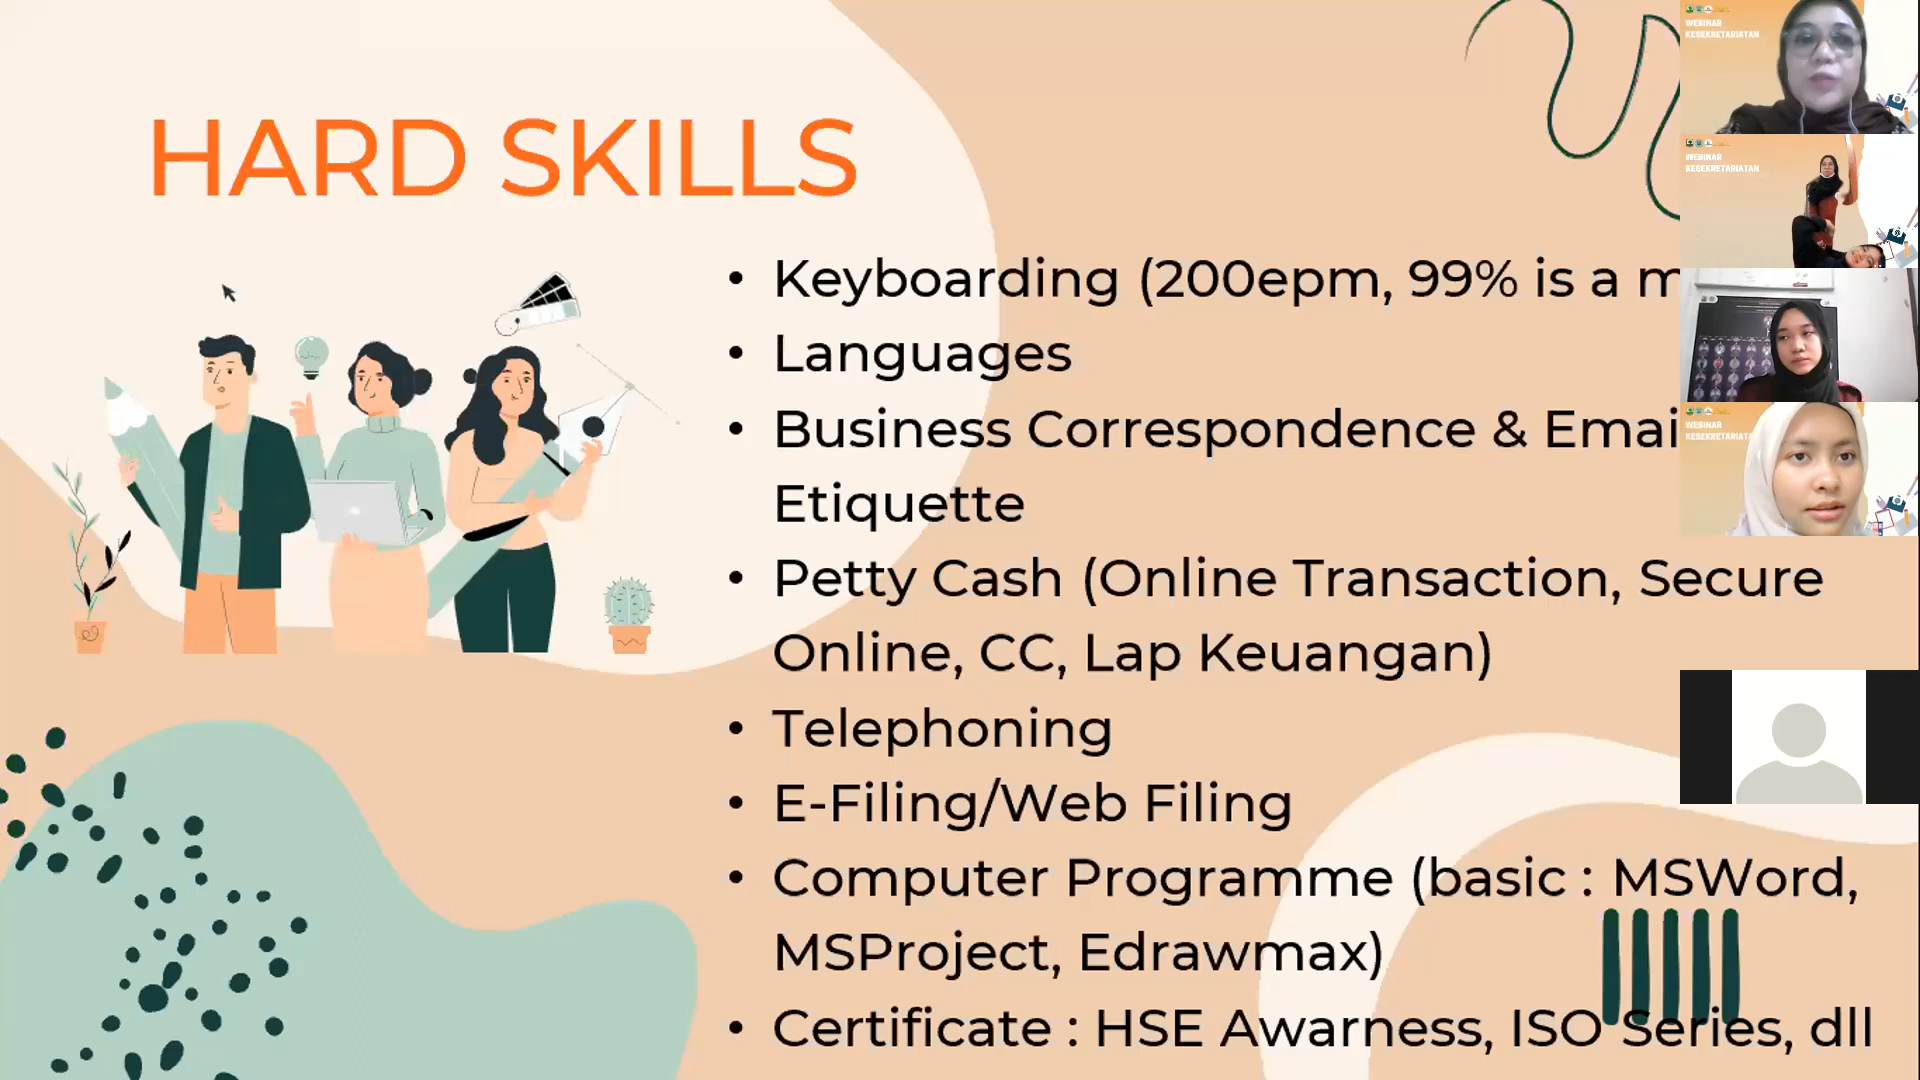 HARD SKILLS
• Keyboarding (200epm, 99% is a
• Languages
• Business Correspondence & Emai
Etiquette
• Petty Cash (Online Transaction, Secure
Online, CC, Lap Keuangan)
• Telephoning
• E-Filing/Web Filing
• Computer Programme (basic : MSWord,
MSProject, Edrawmax)
• Certificate : HSE Awarness, ISO Series, dll
WEBINAR
KESEKRETARIATAN
WEBINAR
KESEKRETARIATAN
WEBINAR